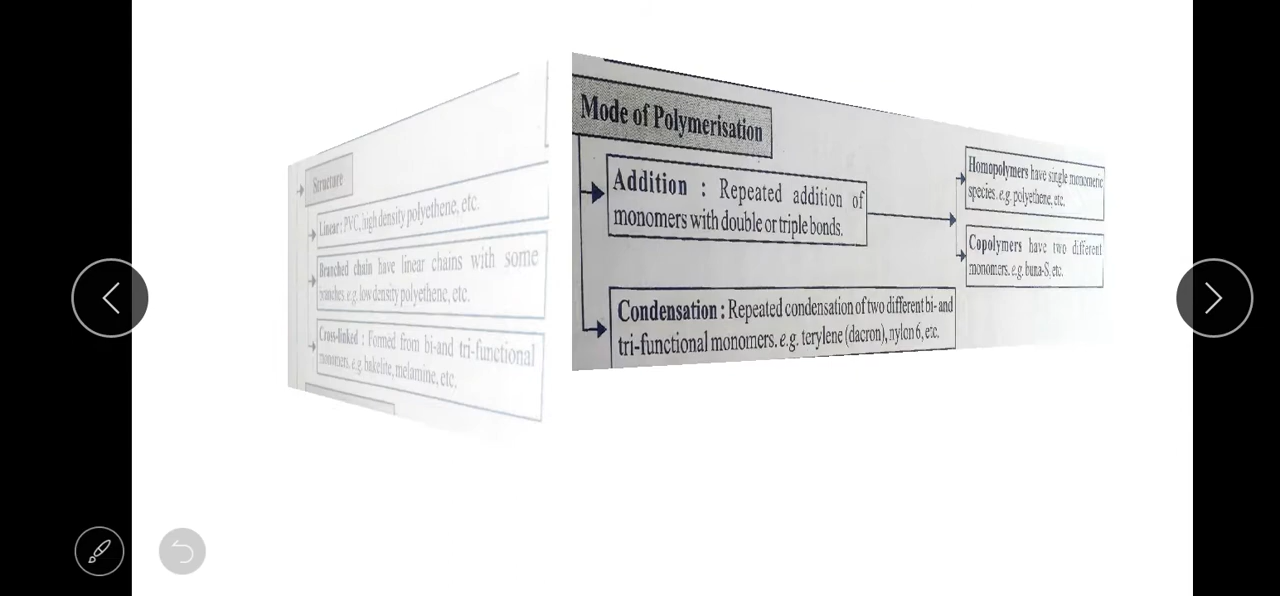 Structure
Linear : PVC, high density polyethene, etc.
Branched chain have linear chains with some
branches. e.g. low density polyethene, etc.
Cross-linked : Formed from bi-and tri-functional
monomers. e.g. bakelite, melamine, etc.
Mode of Polymerisation
Addition : Repeated addition of
monomers with double or triple bonds.
Homopolymers have single monomeric
species. e.g. polyethene, etc.
Copolymers have two different
monomers. e.g. buna-S, etc.
Condensation : Repeated condensation of two different bi- and
tri-functional monomers. e.g. terylene (dacron), nylon 6, etc.